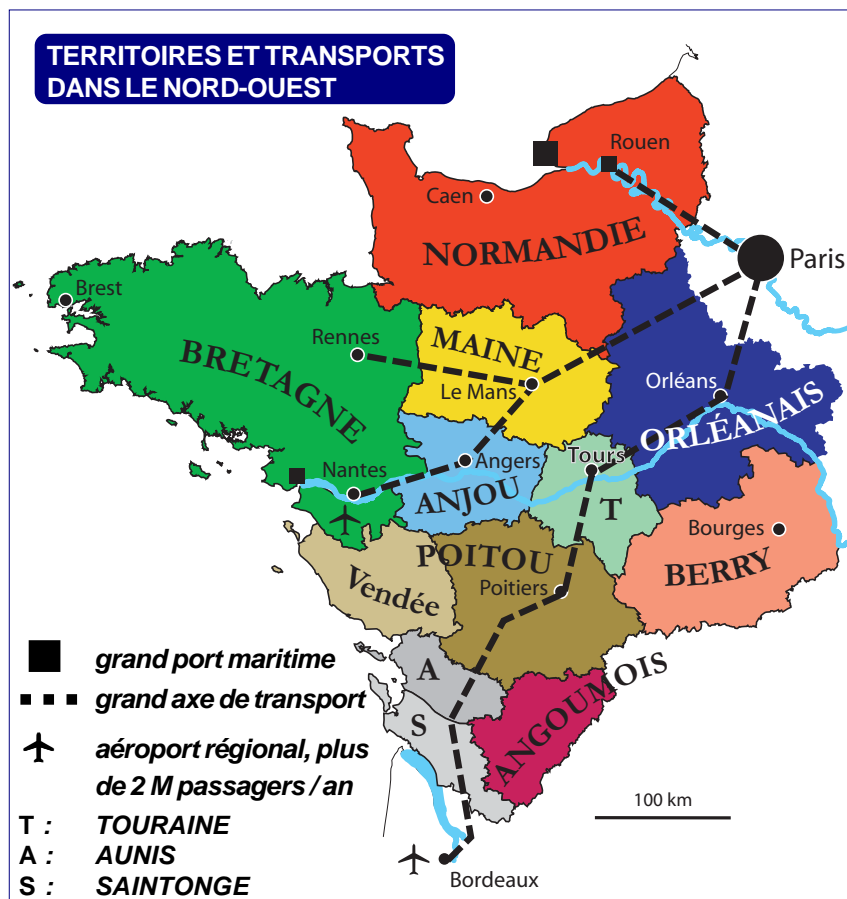 TERRITOIRES ET TRANSPORTS
DANS LE NORD-OUEST
Rouen
Caen
NORMANDIE
Paris
Brest
Rennes
MAINE
BRETAGNE
Le Mans
Orléans
ORLÉANAIS
Tours
Angers
Nantes
ANJOU
T
Bourges
POITOU
BERRY
Vendée
Poitiers
A
ANGOUMOIS
S
grand port maritime
grand axe de transport
aéroport régional, plus
de 2 M passagers / an
100 km
T : TOURAINE
A : AUNIS
S : SAINTONGE
Bordeaux